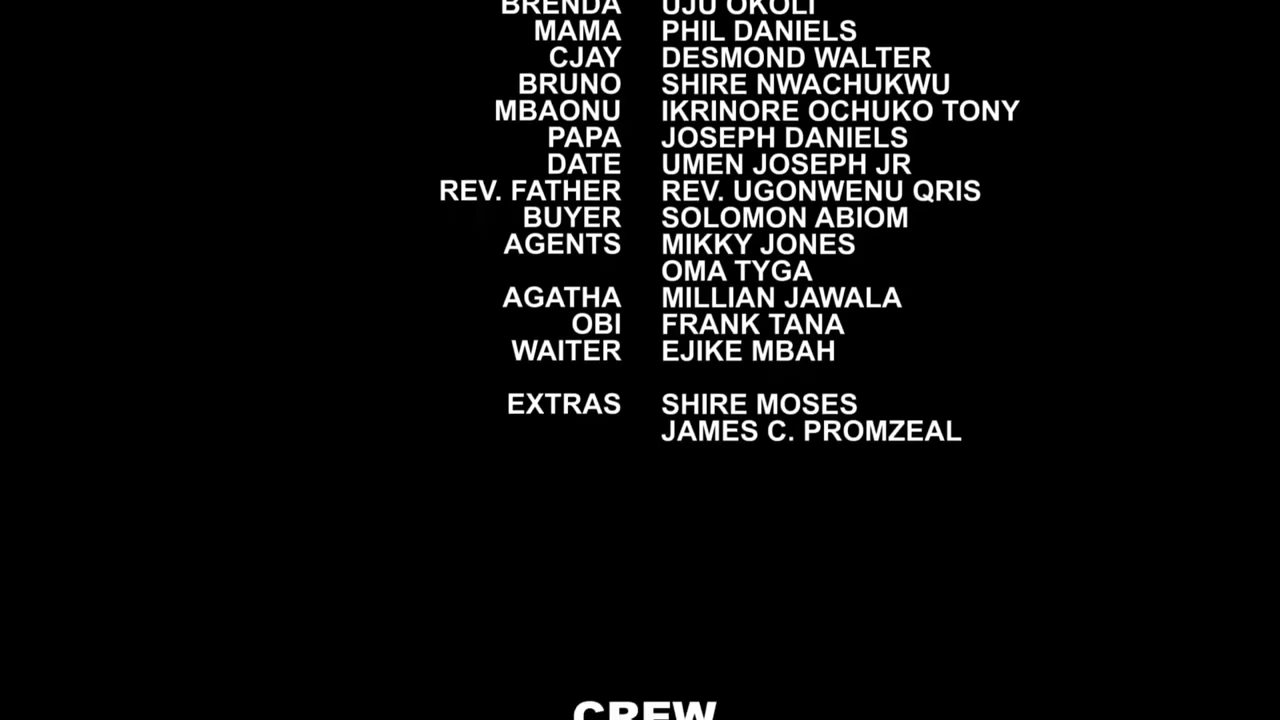 BRENDA UJU OKOLI
MAMA PHIL DANIELS
CJAY DESMOND WALTER
BRUNO SHIRE NWACHUKWU
MBAONU IKRINORE OCHUKO TONY
PAPA JOSEPH DANIELS
DATE UMEN JOSEPH JR
REV. FATHER REV. UGONWENU QRIS
BUYER SOLOMON ABIOM
AGENTS MIKKY JONES
OMA TYGA
AGATHA MILLIAN JAWALA
OBI FRANK TANA
WAITER EJIKE MBAH
EXTRAS SHIRE MOSES
JAMES C. PROMZEAL
CREW